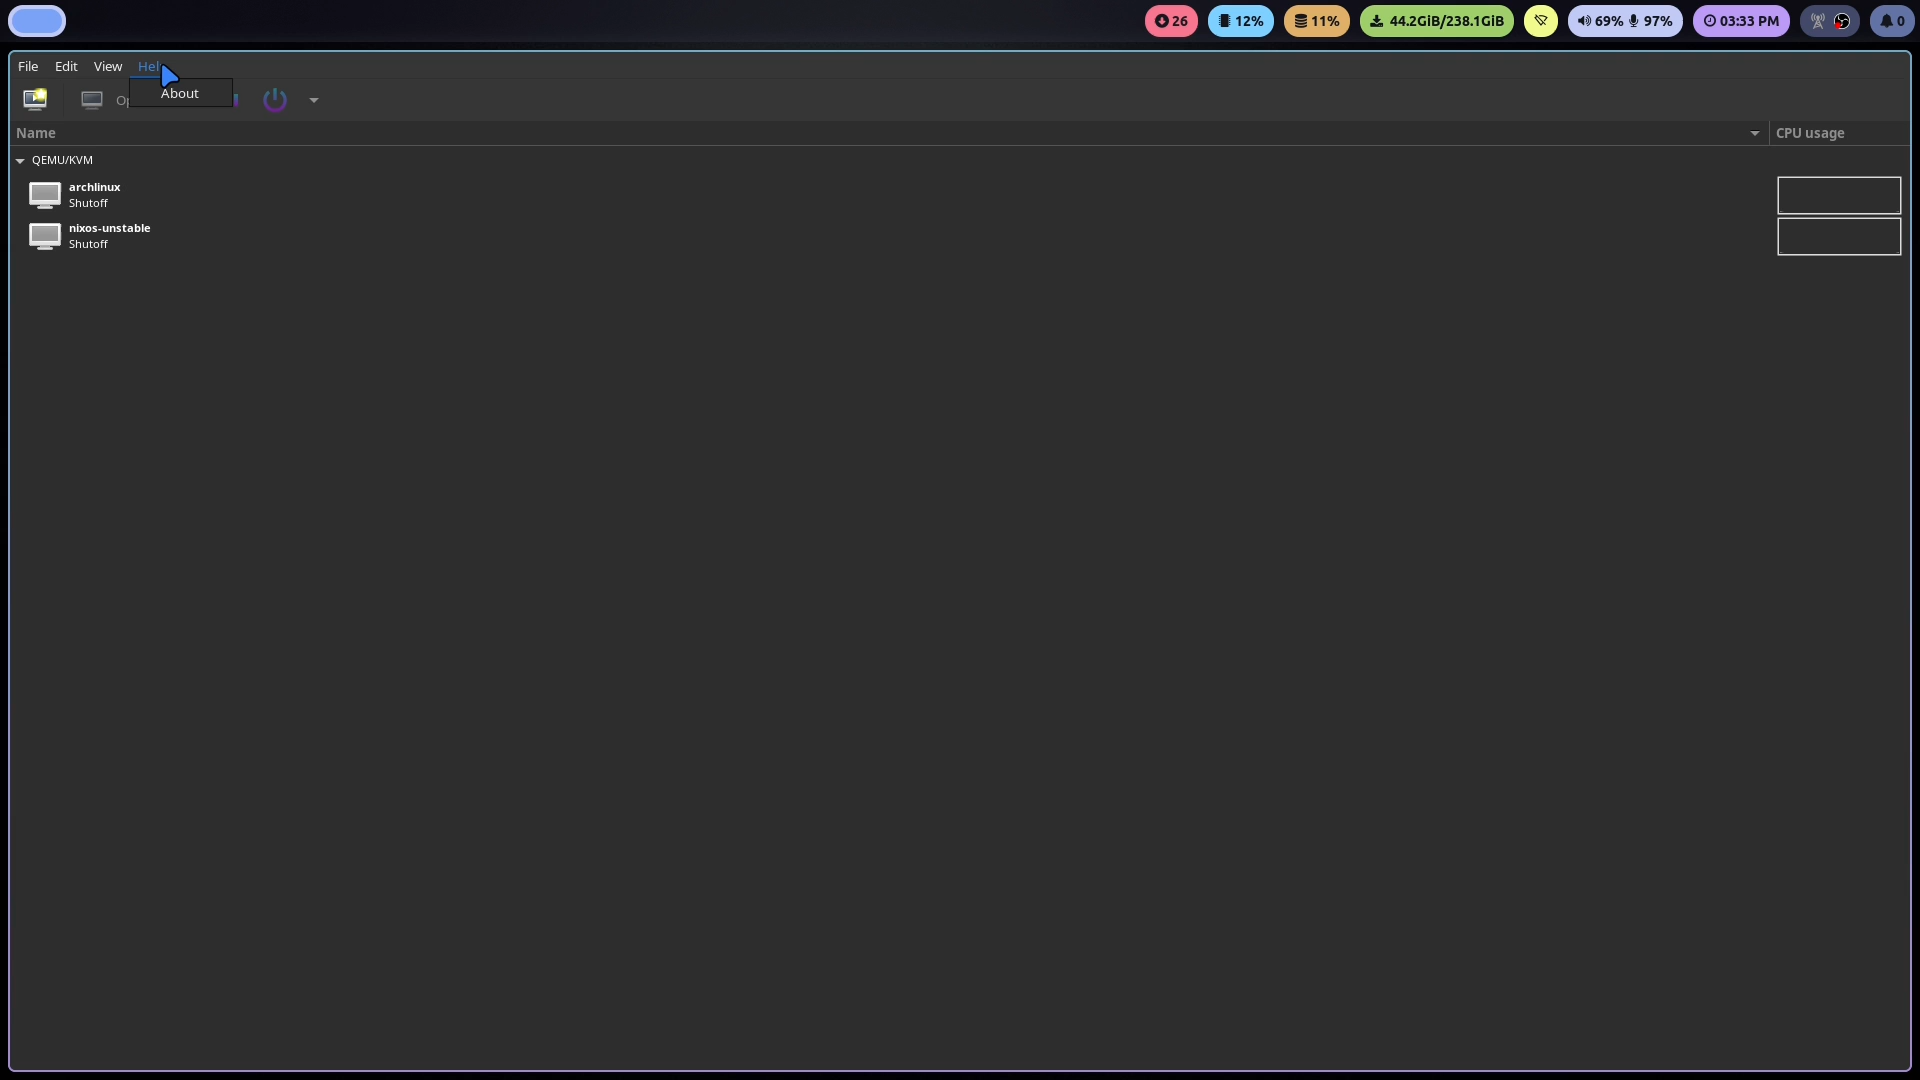 26 12% 11% 44.2GiB/238.1GiB 69% 97% 03:33 PM 0
File Edit View
About
Name CPU usage
QEMU/KVM
archlinux
Shutoff
nixos-unstable
Shutoff